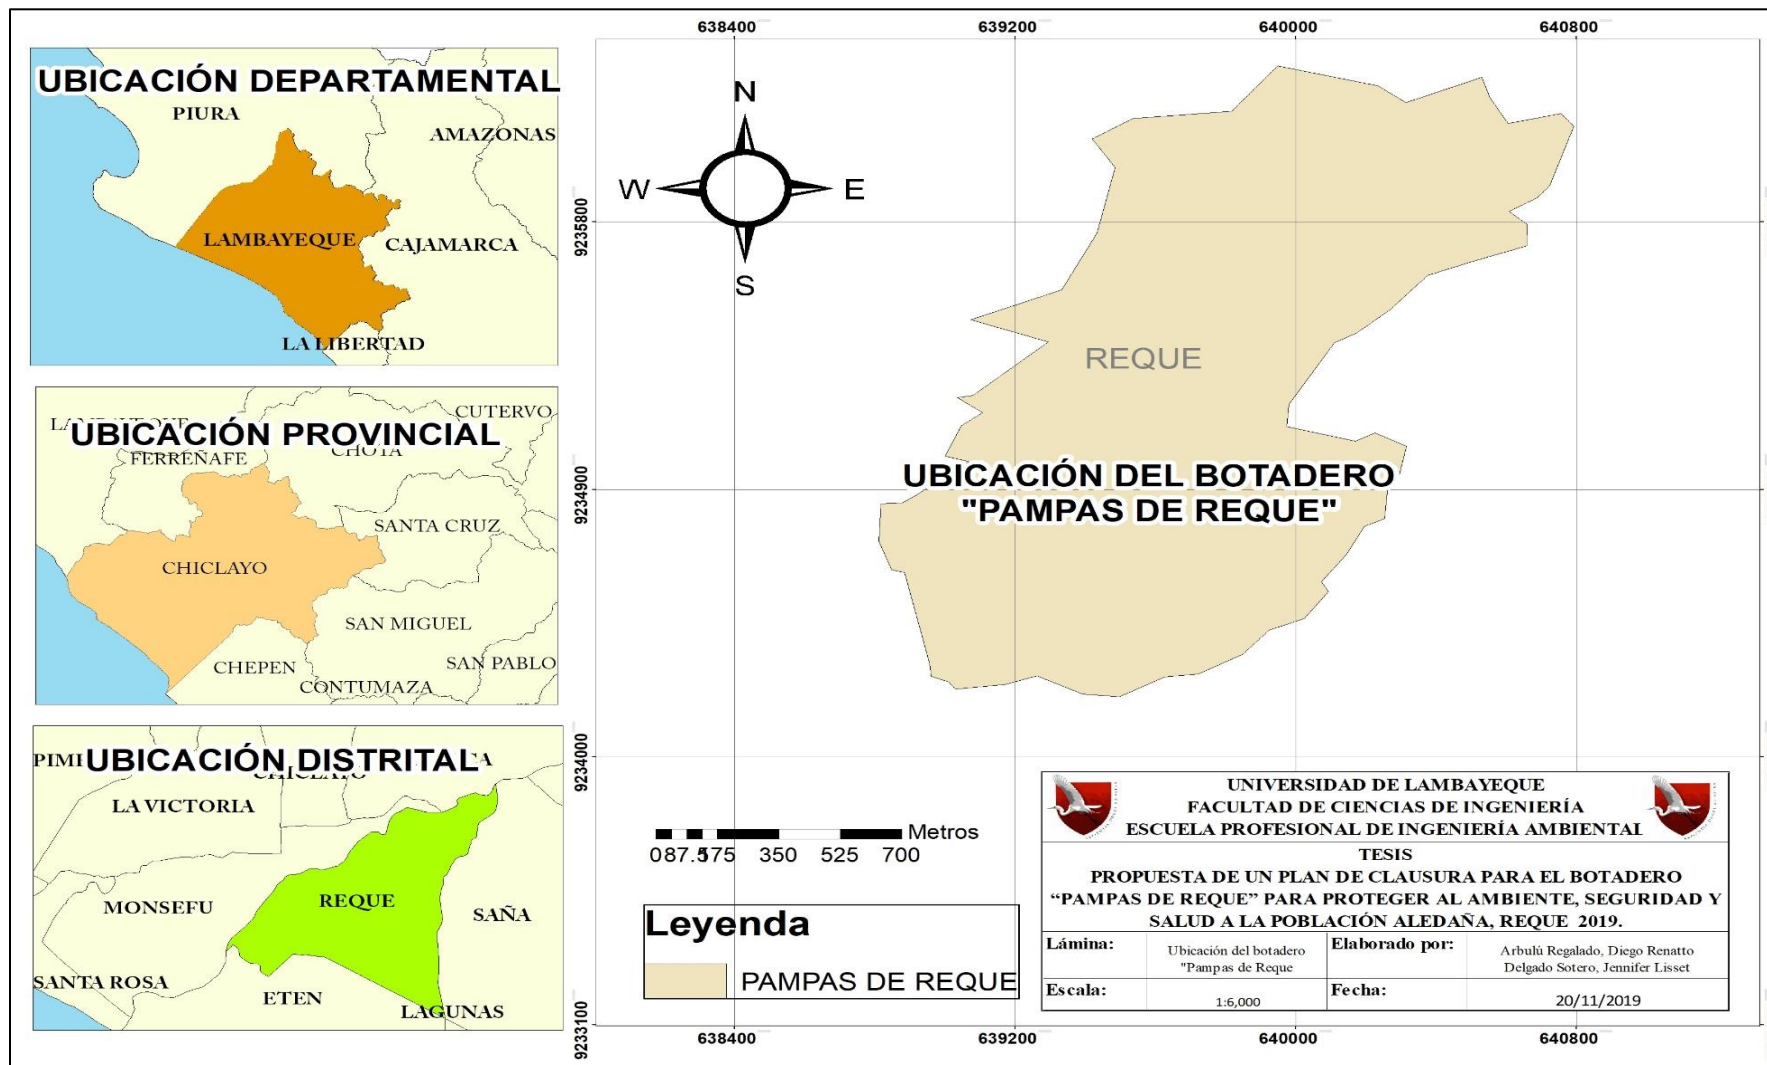 UBICACIÓN DEPARTAMENTAL
PIURA
AMAZONAS
LAMBAYEQUE
CAJAMARCA
LA LIBERTAD
CUTERVO
UBICACIÓN PROVINCIAL
FERREÑAFE
CHOTA
SANTA CRUZ
CHICLAYO
SAN MIGUEL
CHEPEN
SAN PABLO
CONTUMAZA
UBICACIÓN DISTRITAL
CHICLAYO
LA VICTORIA
REQUE
MONSEFU
SAÑA
SANTA ROSA
ETEN
LAGUNAS
638400 639200 640000 640800
N
W E
S
9235800
9234900
9234000
9233100
REQUE
UBICACIÓN DEL BOTADERO
"PAMPAS DE REQUE"
Metros
0 87.5 175 350 525 700
Leyenda
PAMPAS DE REQUE
UNIVERSIDAD DE LAMBAYEQUE
FACULTAD DE CIENCIAS DE INGENIERÍA
ESCUELA PROFESIONAL DE INGENIERÍA AMBIENTAL
TESIS
PROPUESTA DE UN PLAN DE CLAUSURA PARA EL BOTADERO
“PAMPAS DE REQUE” PARA PROTEGER AL AMBIENTE, SEGURIDAD Y
SALUD A LA POBLACIÓN ALEDAÑA, REQUE 2019.
Lámina: Ubicación del botadero
"Pampas de Reque
Elaborado por: Arbulú Regalado, Diego Renatto
Delgado Sotero, Jennifer Lisset
Escala: 1:6,000
Fecha: 20/11/2019
638400 639200 640000 640800